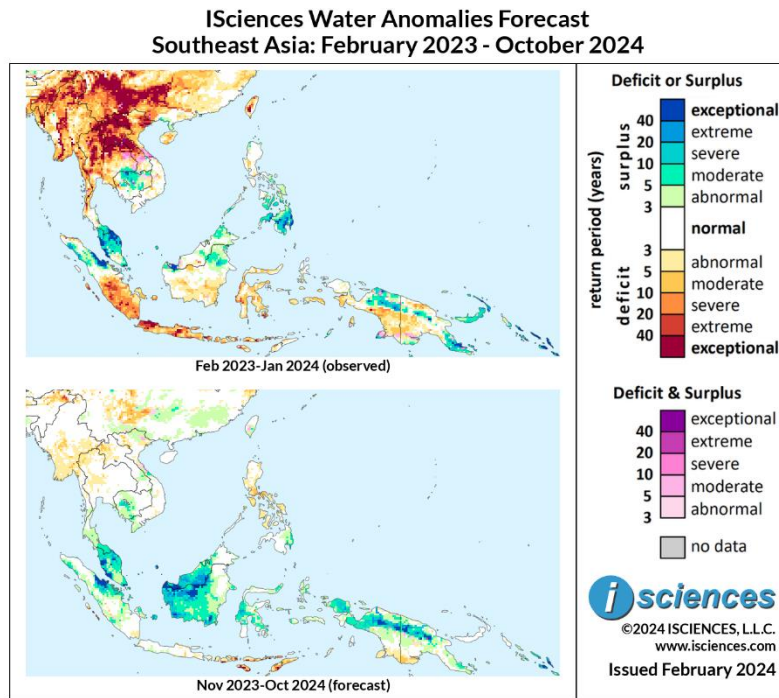 ISciences Water Anomalies Forecast
Southeast Asia: February 2023 - October 2024
Feb 2023-Jan 2024 (observed)
Nov 2023-Oct 2024 (forecast)
Deficit or Surplus
return period (years)
surplus
deficit
40
20
10
5
3
3
5
10
20
40
exceptional
extreme
severe
moderate
abnormal
normal
abnormal
moderate
severe
extreme
exceptional
Deficit & Surplus
40
20
10
5
3
exceptional
extreme
severe
moderate
abnormal
no data
i sciences
©2024 ISCIENCES, L.L.C.
www.isciences.com
Issued February 2024